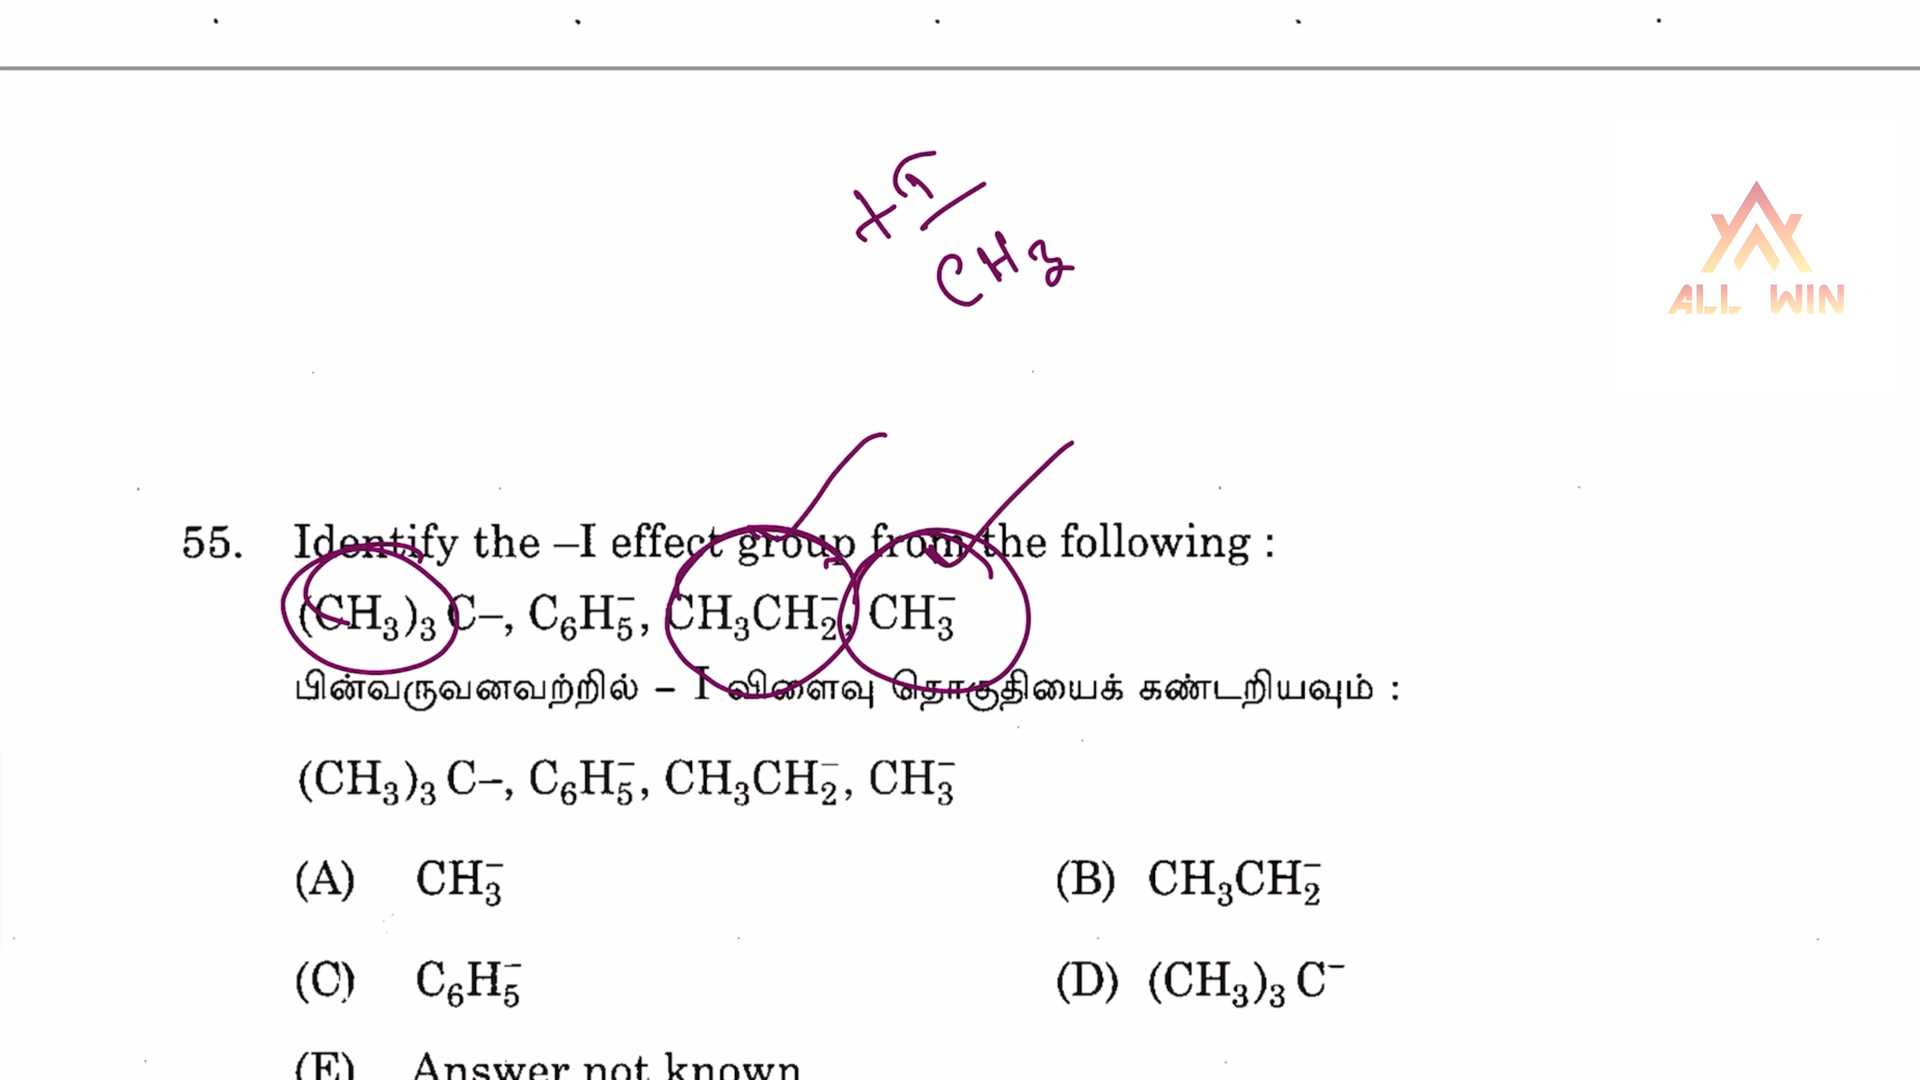 +I
CH3
ALL WIN
55. Identify the –I effect group from the following :
(CH₃)₃ C–, C₆H₅⁻, CH₃CH₂⁻, CH₃⁻
பின்வருவனவற்றில் – I விளைவு தொகுதியைக் கண்டறியவும் :
(CH₃)₃ C–, C₆H₅⁻, CH₃CH₂⁻, CH₃⁻
(A) CH₃⁻ (B) CH₃CH₂⁻
(C) C₆H₅⁻ (D) (CH₃)₃ C⁻
(E) Answer not known